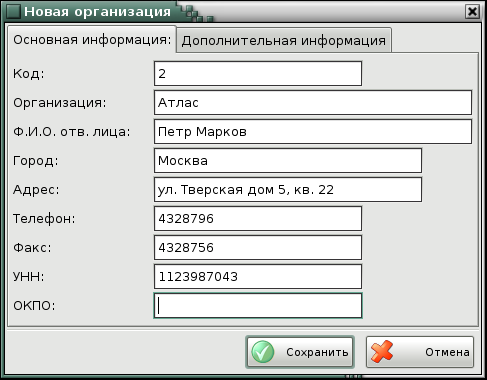 Новая организация
Основная информация: Дополнительная информация
Код: 2
Организация: Атлас
Ф.И.О. отв. лица: Петр Марков
Город: Москва
Адрес: ул. Тверская дом 5, кв. 22
Телефон: 4328796
Факс: 4328756
УНН: 1123987043
ОКПО:
Сохранить Отмена